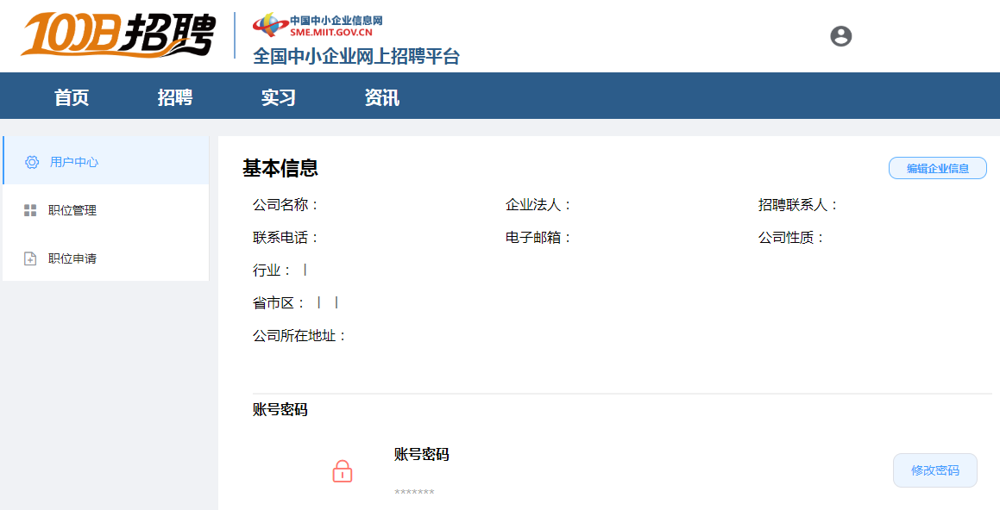 100日招聘
中国中小企业信息网
SME.MIIT.GOV.CN
全国中小企业网上招聘平台
首页 招聘 实习 资讯
用户中心
职位管理
职位申请
基本信息 编辑企业信息
公司名称： 企业法人： 招聘联系人：
联系电话： 电子邮箱： 公司性质：
行业： |
省市区： | |
公司所在地址：
账号密码
账号密码
修改密码
*******